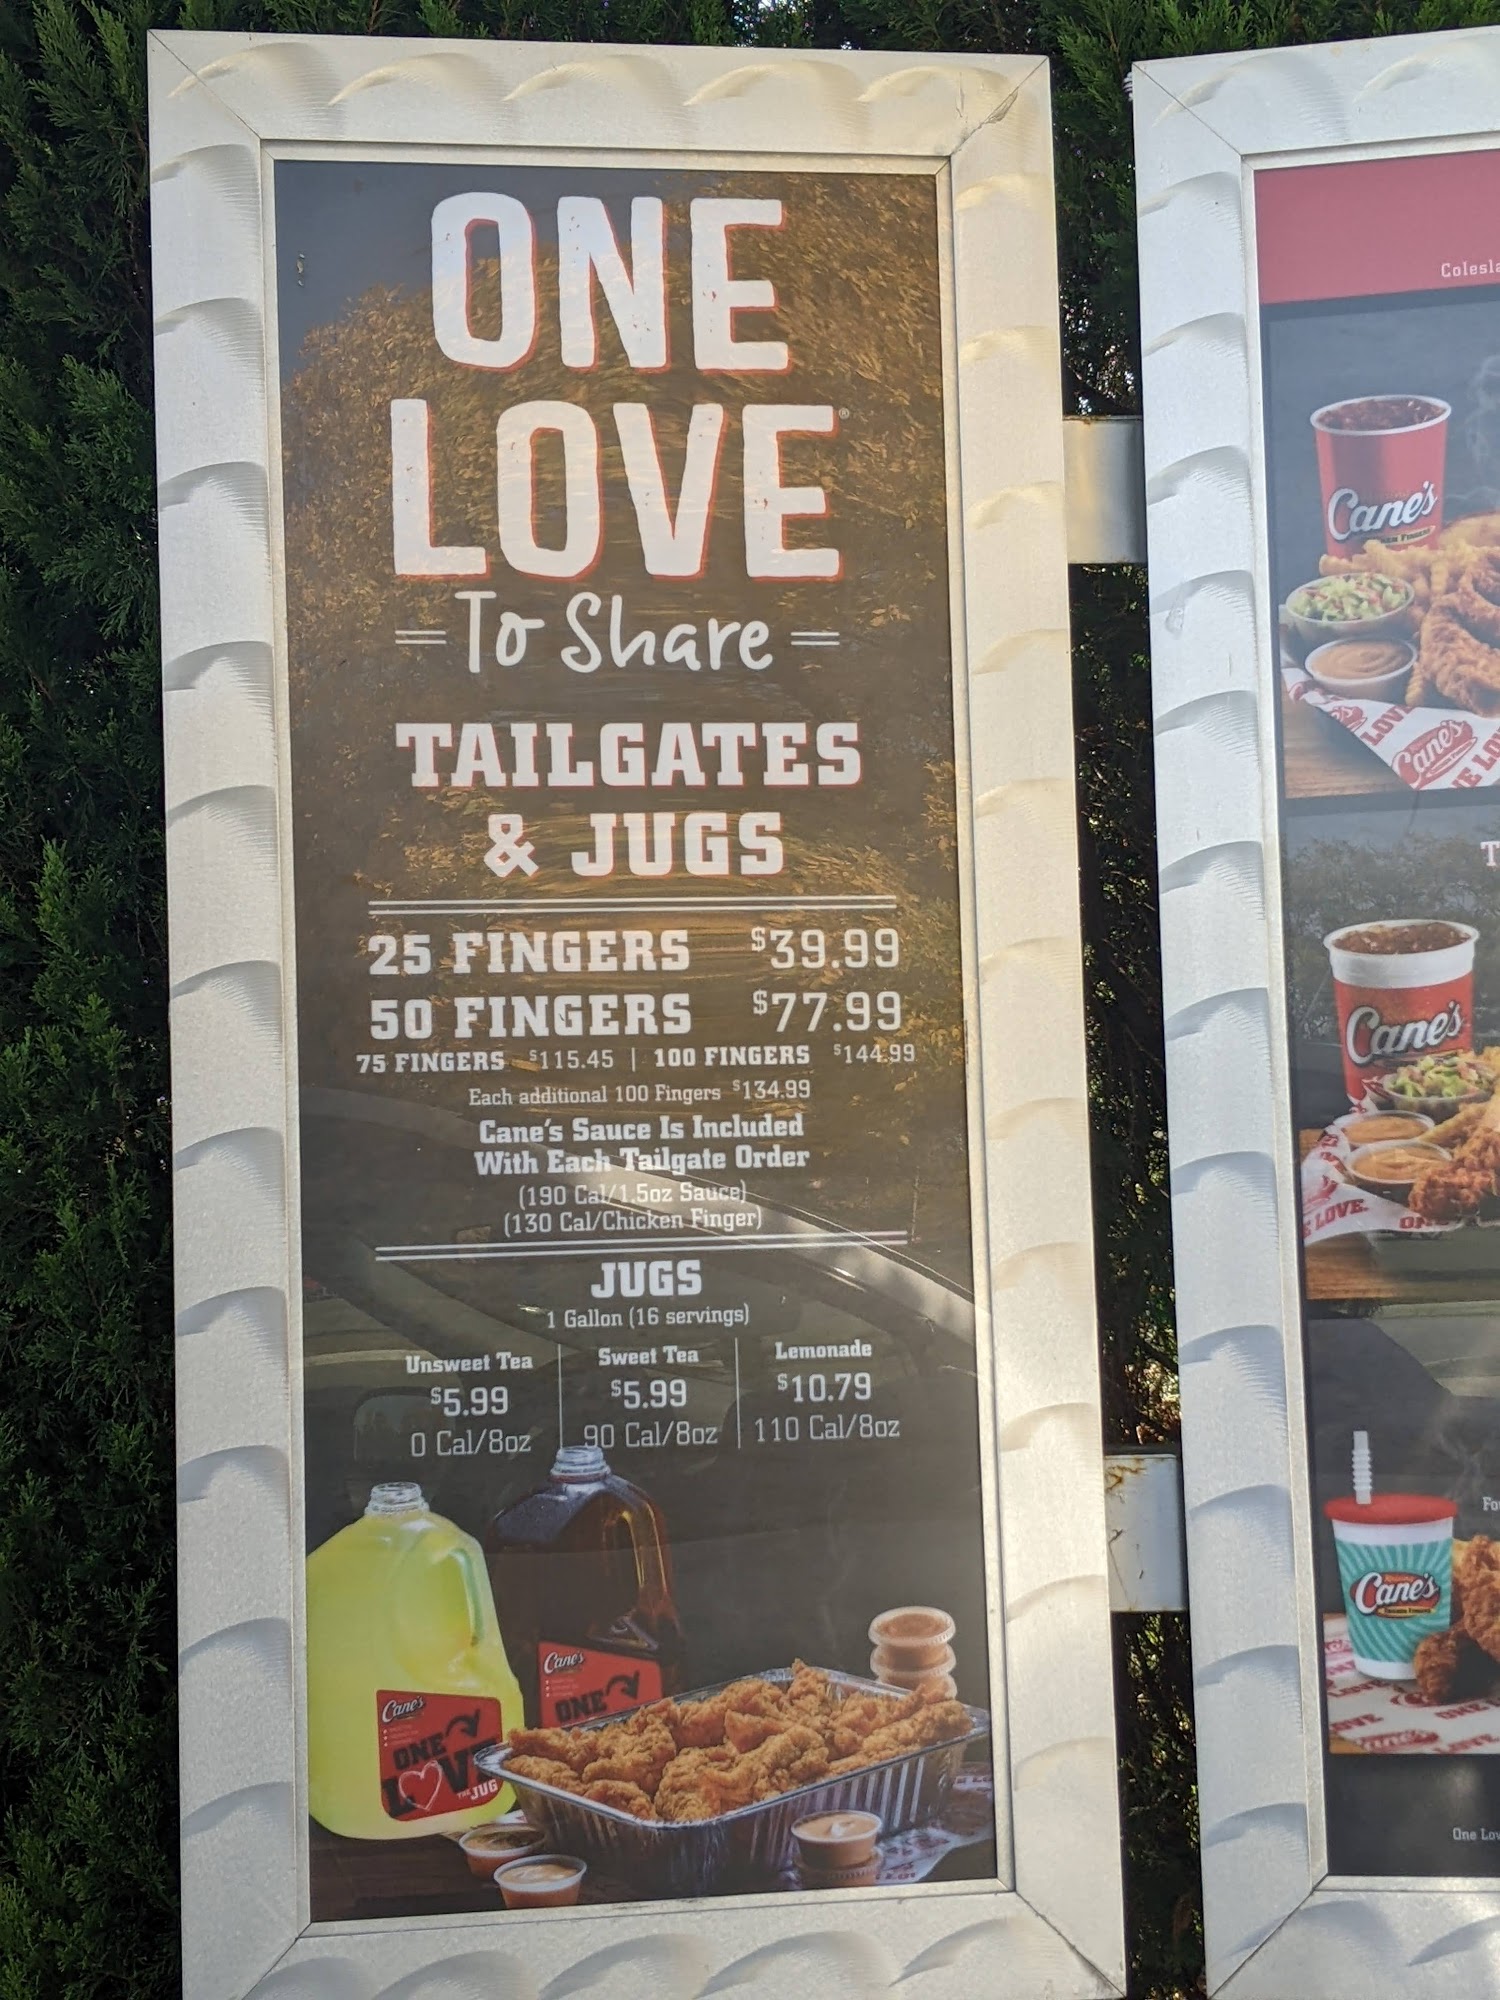 ONE
LOVE®
To Share
TAILGATES
& JUGS
25 FINGERS $39.99
50 FINGERS $77.99
75 FINGERS $115.45 | 100 FINGERS $144.99
Each additional 100 Fingers $134.99
Cane's Sauce Is Included
With Each Tailgate Order
(190 Cal/1.5oz Sauce)
(130 Cal/Chicken Finger)
JUGS
1 Gallon (16 servings)
Unsweet Tea
$5.99
0 Cal/8oz
Sweet Tea
$5.99
90 Cal/8oz
Lemonade
$10.79
110 Cal/8oz
Cane's
ONE
Cane's
ONE
THE JUG
Cane's
Cane's
Cane's
LOVE.
Cane's
ONE